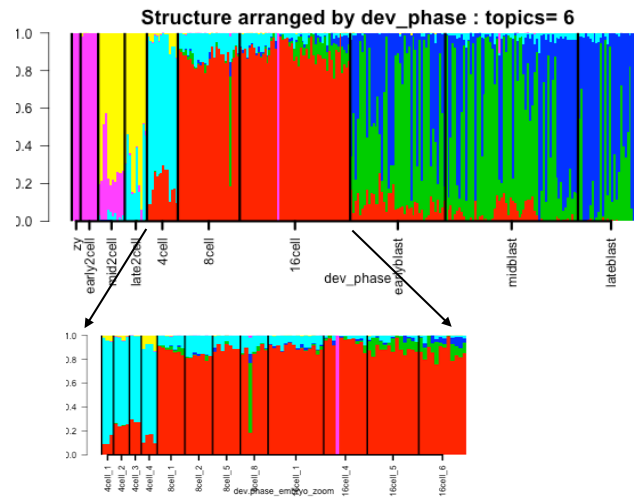 Structure arranged by dev_phase : topics= 6
1.0
0.8
0.6
0.4
0.2
0.0
zy
early2cell
mid2cell
late2cell
4cell
8cell
16cell
earlyblast
midblast
lateblast
dev_phase
1.0
0.8
0.6
0.4
0.2
0.0
4cell_1
4cell_2
4cell_3
4cell_4
8cell_1
8cell_2
8cell_5
8cell_8
16cell_1
16cell_4
16cell_5
16cell_6
dev.phase_embryo_zoom